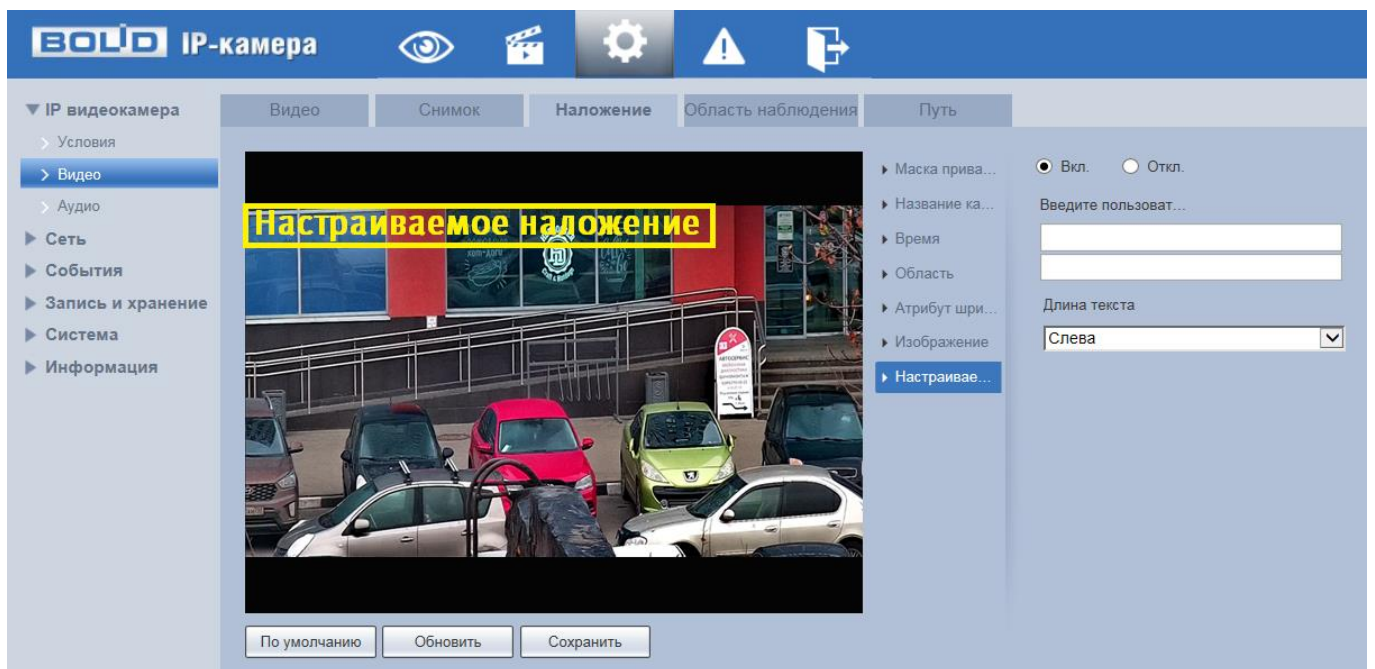 BOLID IP-камера
IP видеокамера
Условия
Видео
Аудио
Сеть
События
Запись и хранение
Система
Информация
Видео
Снимок
Наложение
Область наблюдения
Путь
Настраиваемое наложение
АВТОСЕРВИС
По умолчанию
Обновить
Сохранить
Маска прива...
Название ка...
Время
Область
Атрибут шри...
Изображение
Настраивае...
Вкл.
Откл.
Введите пользоват...
Длина текста
Слева